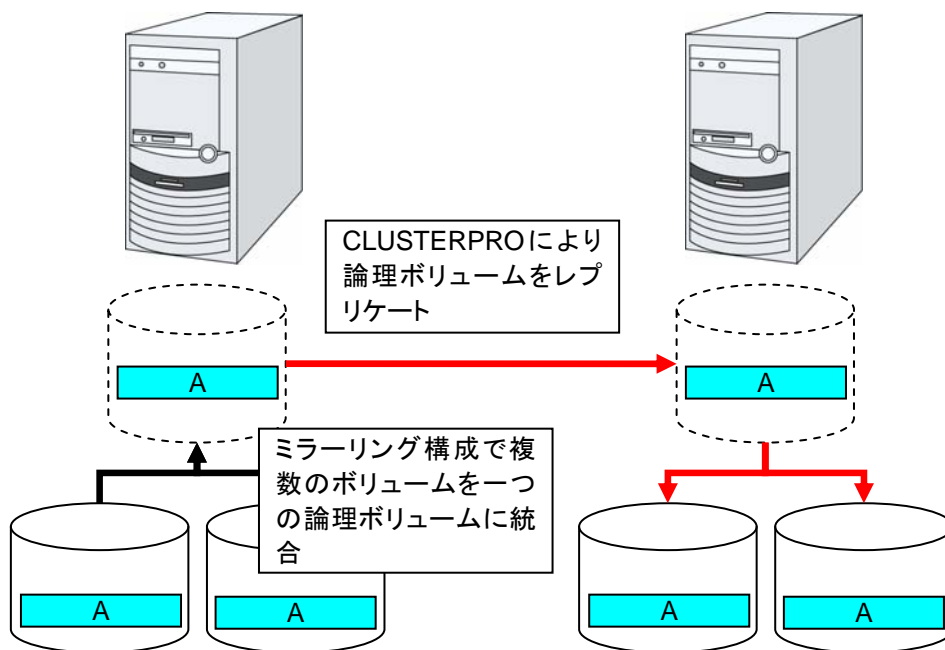 CLUSTERPROにより
論理ボリュームをレプ
リケート
A
A
ミラーリング構成で複
数のボリュームを一つ
の論理ボリュームに統
合
A
A
A
A